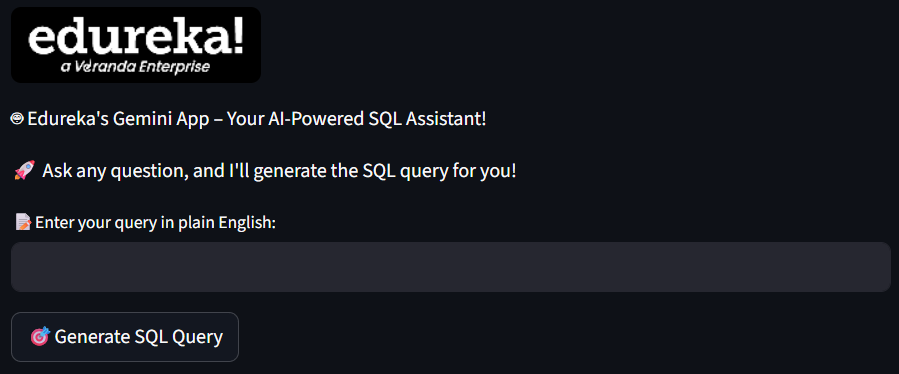 edureka!
a Veranda Enterprise
🤓Edureka's Gemini App – Your AI-Powered SQL Assistant!
🚀 Ask any question, and I'll generate the SQL query for you!
📝Enter your query in plain English:
🎯 Generate SQL Query